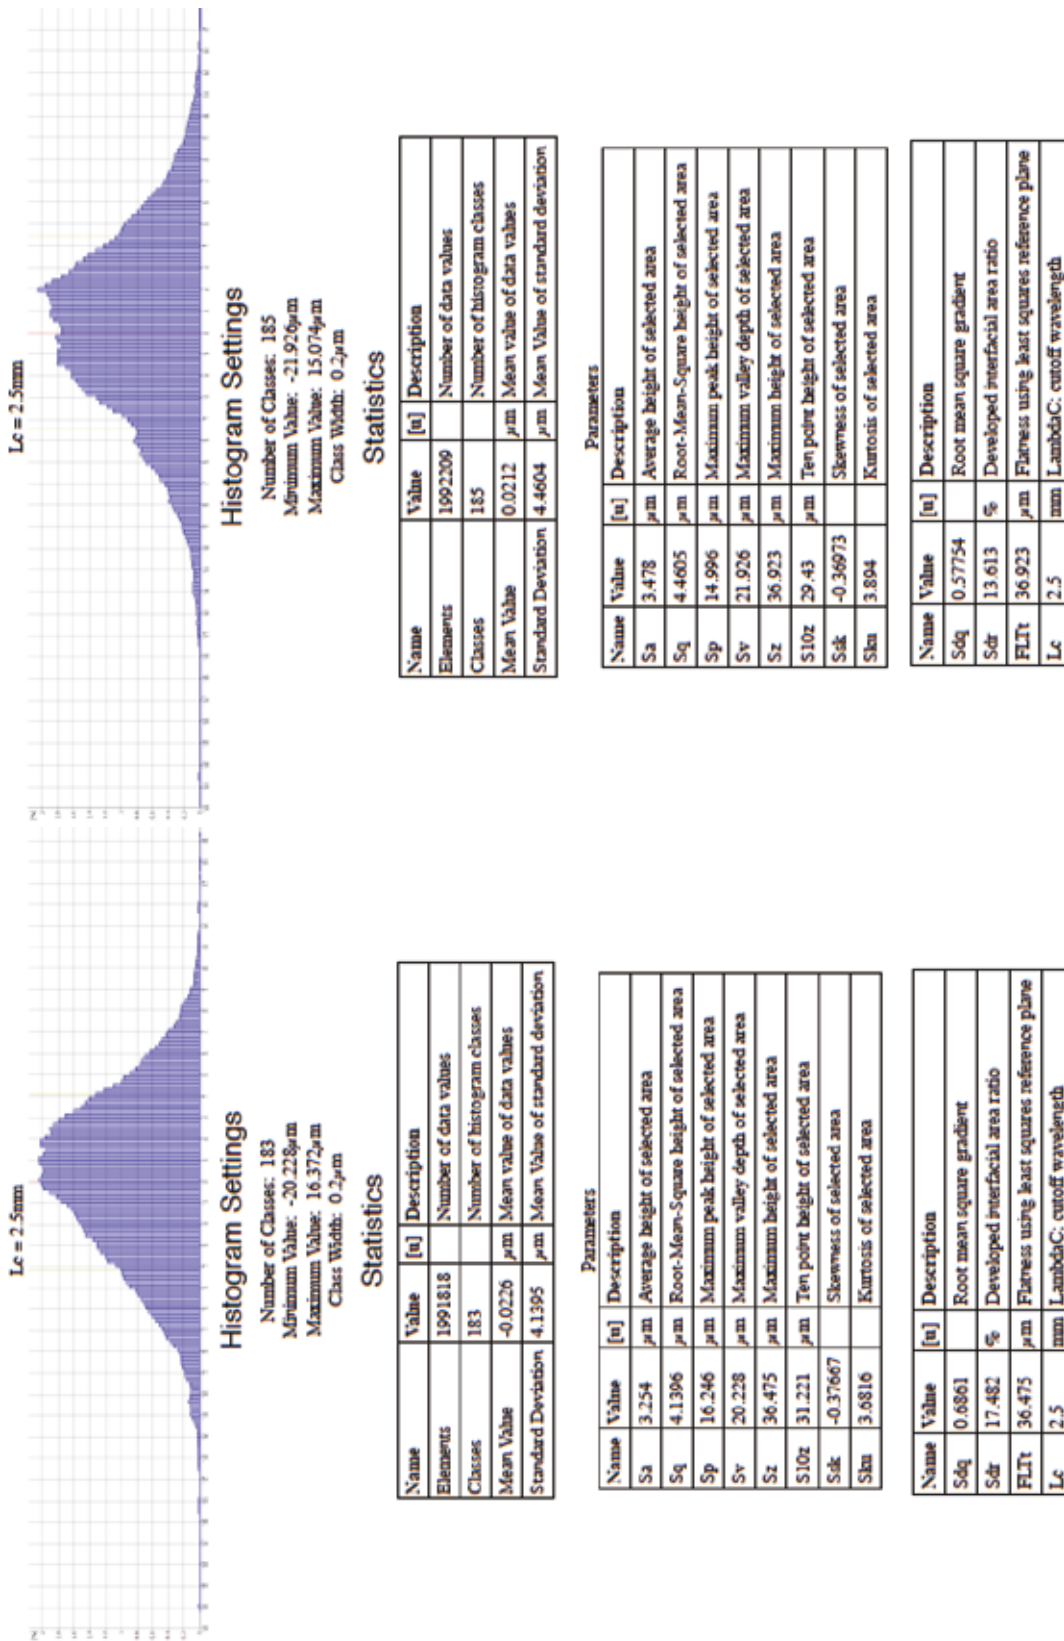 Lc = 2.5mm
Histogram Settings
Number of Classes: 183
Minimum Value: -20.228μm
Maximum Value: 16.372μm
Class Width: 0.2μm
Statistics
Name Value [u] Description
Elements 1991818 Number of data values
Classes 183 Number of histogram classes
Mean Value -0.0226 μm Mean value of data values
Standard Deviation 4.1395 μm Mean Value of standard deviation
Parameters
Name Value [u] Description
Sa 3.254 μm Average height of selected area
Sq 4.1396 μm Root-Mean-Square height of selected area
Sp 16.246 μm Maximum peak height of selected area
Sv 20.228 μm Maximum valley depth of selected area
Sz 36.475 μm Maximum height of selected area
S10z 31.221 μm Ten point height of selected area
Ssk -0.37667 Skewness of selected area
Sku 3.6816 Kurtosis of selected area
Name Value [u] Description
Sdq 0.6861 Root mean square gradient
Sdr 17.482 % Developed interfacial area ratio
FLTt 36.475 μm Flatness using least squares reference plane
Lc 2.5 mm LambdaC: cutoff wavelength
Lc = 2.5mm
Histogram Settings
Number of Classes: 185
Minimum Value: -21.926μm
Maximum Value: 15.074μm
Class Width: 0.2μm
Statistics
Name Value [u] Description
Elements 1992209 Number of data values
Classes 185 Number of histogram classes
Mean Value 0.0212 μm Mean value of data values
Standard Deviation 4.4604 μm Mean Value of standard deviation
Parameters
Name Value [u] Description
Sa 3.478 μm Average height of selected area
Sq 4.4605 μm Root-Mean-Square height of selected area
Sp 14.996 μm Maximum peak height of selected area
Sv 21.926 μm Maximum valley depth of selected area
Sz 36.923 μm Maximum height of selected area
S10z 29.43 μm Ten point height of selected area
Ssk -0.36973 Skewness of selected area
Sku 3.894 Kurtosis of selected area
Name Value [u] Description
Sdq 0.57754 Root mean square gradient
Sdr 13.613 % Developed interfacial area ratio
FLTt 36.923 μm Flatness using least squares reference plane
Lc 2.5 mm LambdaC: cutoff wavelength